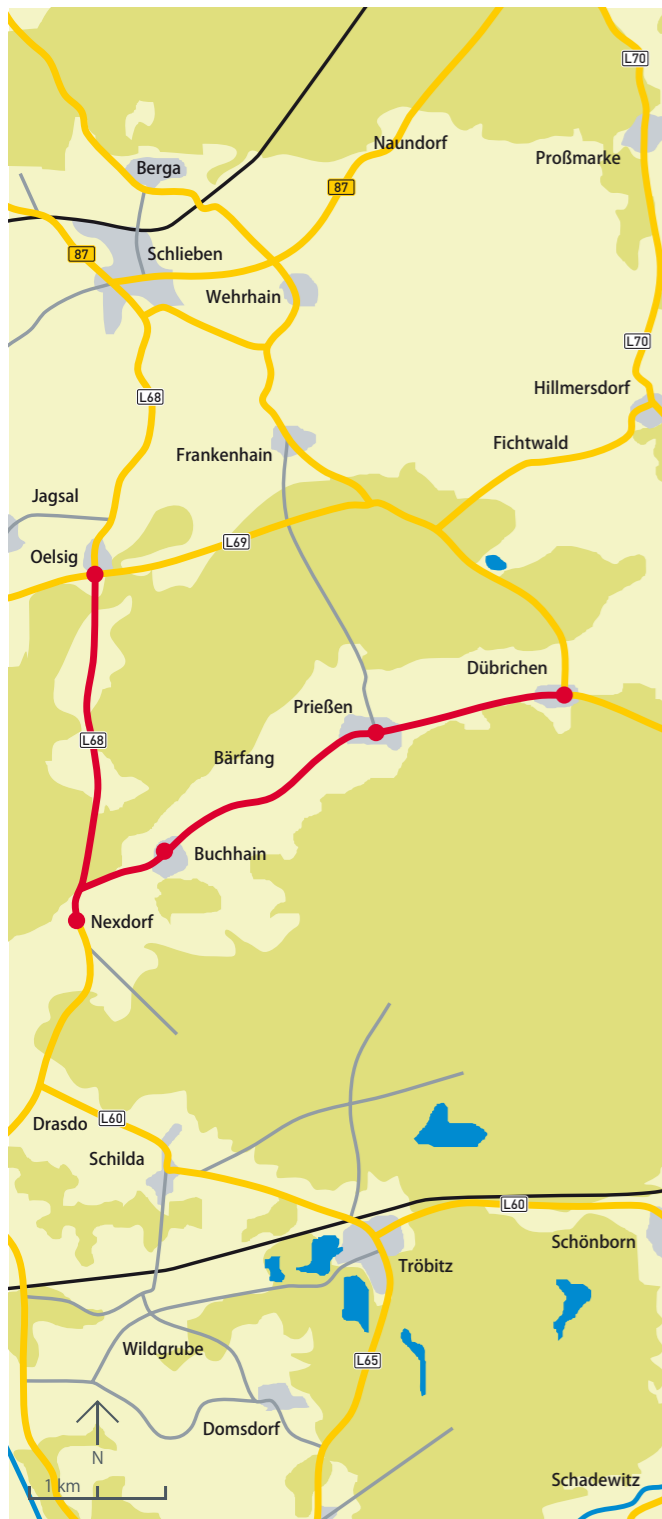 L70
Naundorf
Proßmarke
Berga
87
Schlieben
87
Wehrhain
L70
Hillmersdorf
L68
Fichtwald
Frankenhain
Jagsal
L69
Oelsig
Dübrichen
Prießen
L68
Bärfang
Buchhain
Nexdorf
L60
Drasdo
Schilda
L60
Schönborn
Tröbitz
Wildgrube
L65
Domsdorf
N
1 km
Schadewitz